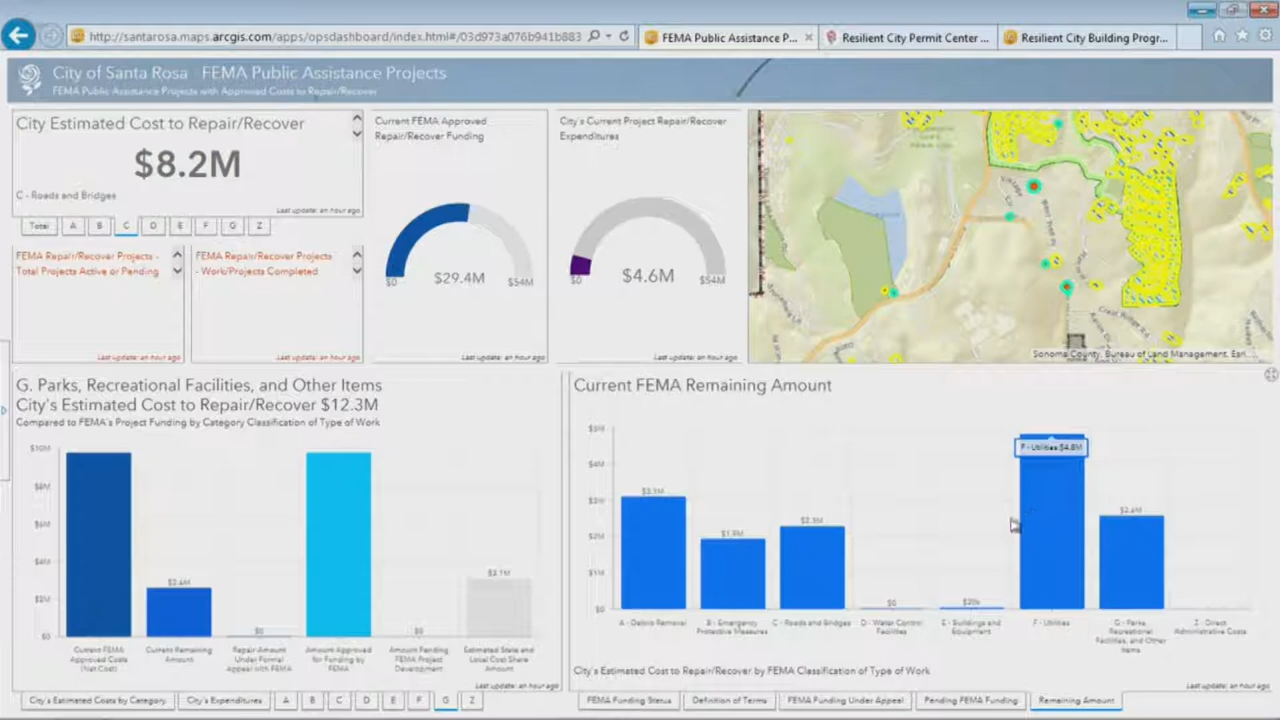 http://santarosa.maps.arcgis.com/apps/opsdashboard/index.html#/03d973a076b941b883
FEMA Public Assistance P...
Resilient City Permit Center ...
Resilient City Building Progr...
City of Santa Rosa - FEMA Public Assistance Projects
FEMA Public Assistance Projects with Approved Costs to Repair/Recover
City Estimated Cost to Repair/Recover
$8.2M
C - Roads and Bridges
Last update: an hour ago
Total A B C D E F G Z
FEMA Repair/Recover Projects -
Total Projects Active or Pending
Last update: an hour ago
FEMA Repair/Recover Projects
- Work/Projects Completed
Last update: an hour ago
Current FEMA Approved
Repair/Recover Funding
$29.4M
$0
$54M
Last update: an hour ago
City's Current Project Repair/Recover
Expenditures
$4.6M
$0
$54M
Last update: an hour ago
Sonoma County, Bureau of Land Management, Esri...
G. Parks, Recreational Facilities, and Other Items
City's Estimated Cost to Repair/Recover $12.3M
Compared to FEMA's Project Funding by Category Classification of Type of Work
$10M
$8M
$6M
$4M
$2M
$0
$2.6M
$0
$0
$3.1M
Current FEMA
Approved Costs
(Net Cost)
Current Remaining
Amount
Repair Amount
Under Formal
Appeal with FEMA
Amount Approved
for Funding by
FEMA
Amount Pending
FEMA Project
Development
Estimated State and
Local Cost Share
Amount
Last update: an hour ago
City's Estimated Costs by Category
City's Expenditures
A B C D E F G Z
Current FEMA Remaining Amount
$5M
$4M
$3M
$2M
$1M
$0
$3.1M
$1.9M
$2.3M
$0
$20k
F - Utilities $4.8M
$2.6M
A - Debris Removal
B - Emergency
Protective Measures
C - Roads and Bridges
D - Water Control
Facilities
E - Buildings and
Equipment
F - Utilities
G - Parks,
Recreational
Facilities, and Other
Items
Z - Direct
Administrative Costs
City's Estimated Cost to Repair/Recover by FEMA Classification of Type of Work
Last update: an hour ago
FEMA Funding Status
Definition of Terms
FEMA Funding Under Appeal
Pending FEMA Funding
Remaining Amount